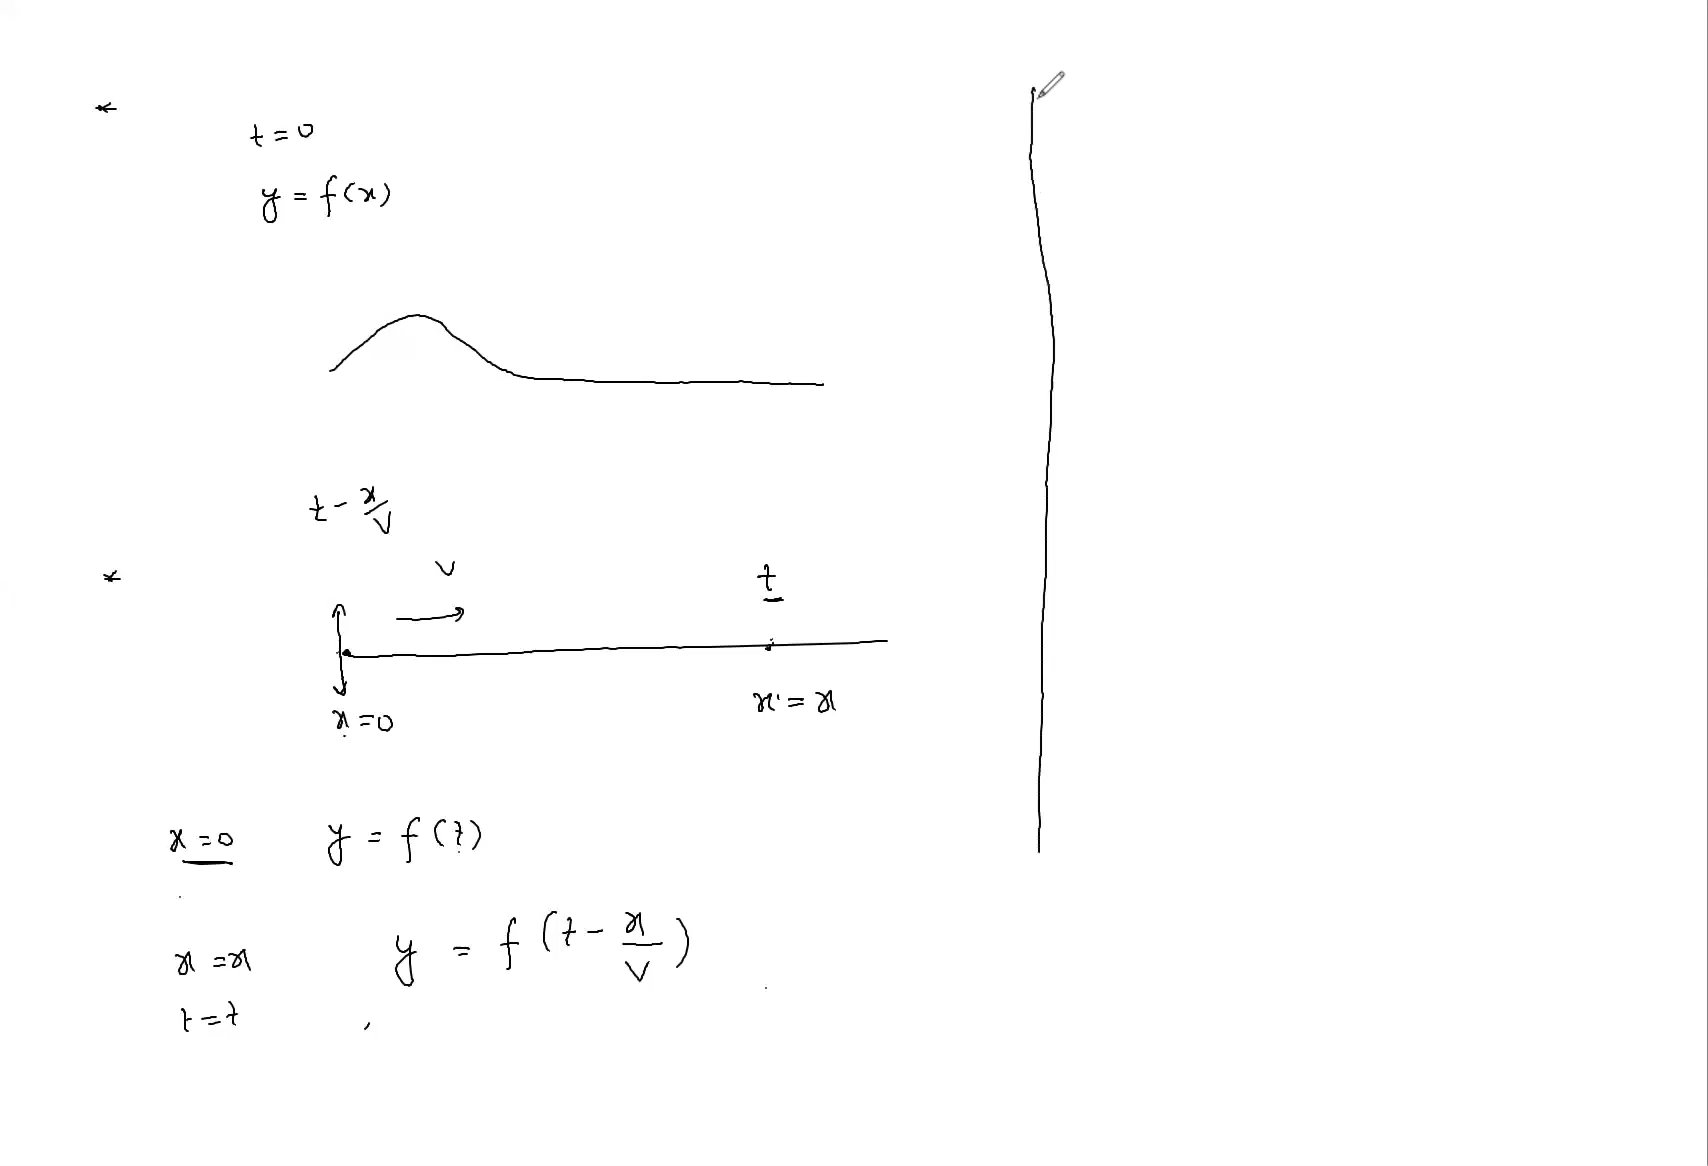 *
t = 0
y = f(x)
t - x/v
*
v
t
x = 0
x = x
x = 0 y = f(t)
x = x y = f(t - x/v)
t = t